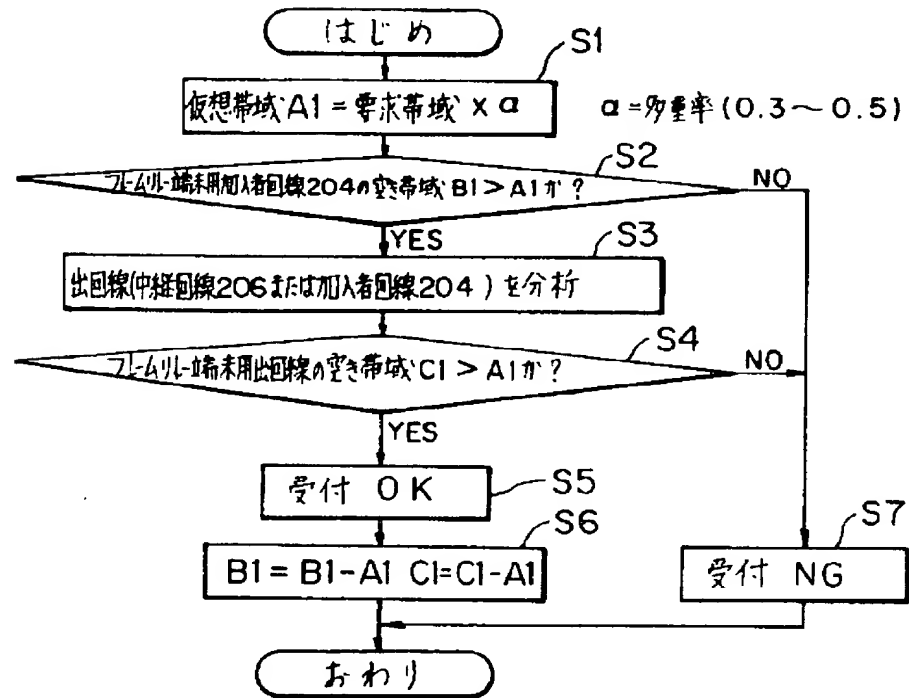 はじめ
S1
仮想帯域A1=要求帯域×α
α=多重率(0.3~0.5)
S2
フレームリレー端末用加入者回線204の空き帯域B1>A1か?
NO
YES
S3
出回線(中継回線206または加入者回線204)を分析
S4
フレームリレー端末用出回線の空き帯域C1>A1か?
NO
YES
受付 OK
S5
S6
B1=B1-A1 C1=C1-A1
S7
受付 NG
おわり